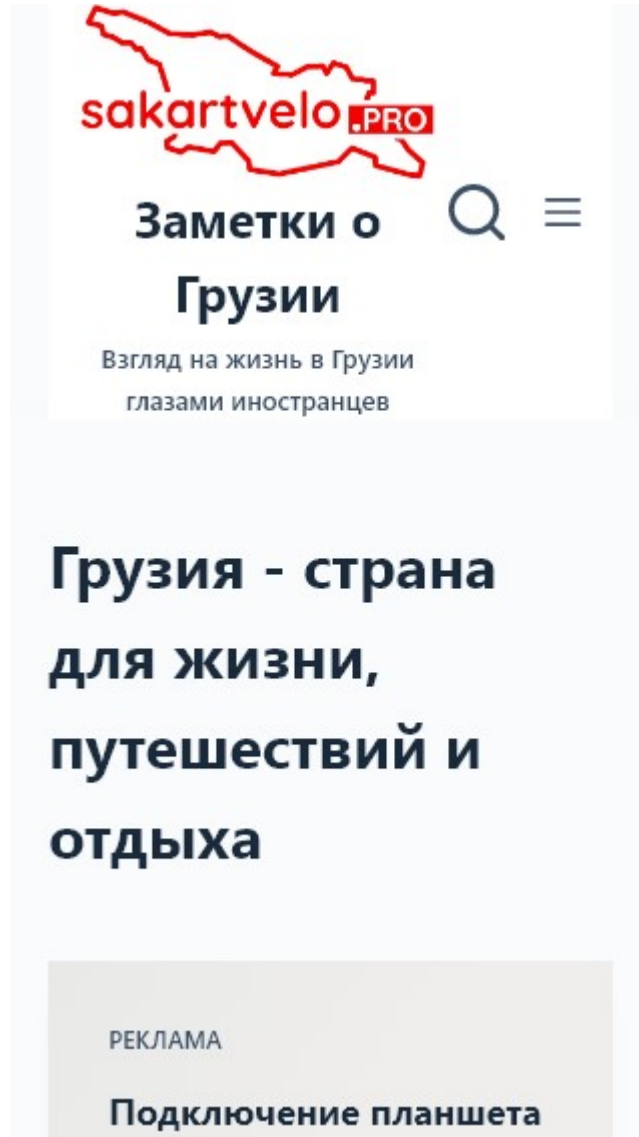 sakartvelo.PRO
Заметки о
Грузии
Взгляд на жизнь в Грузии
глазами иностранцев
Грузия - страна
для жизни,
путешествий и
отдыха
РЕКЛАМА
Подключение планшета